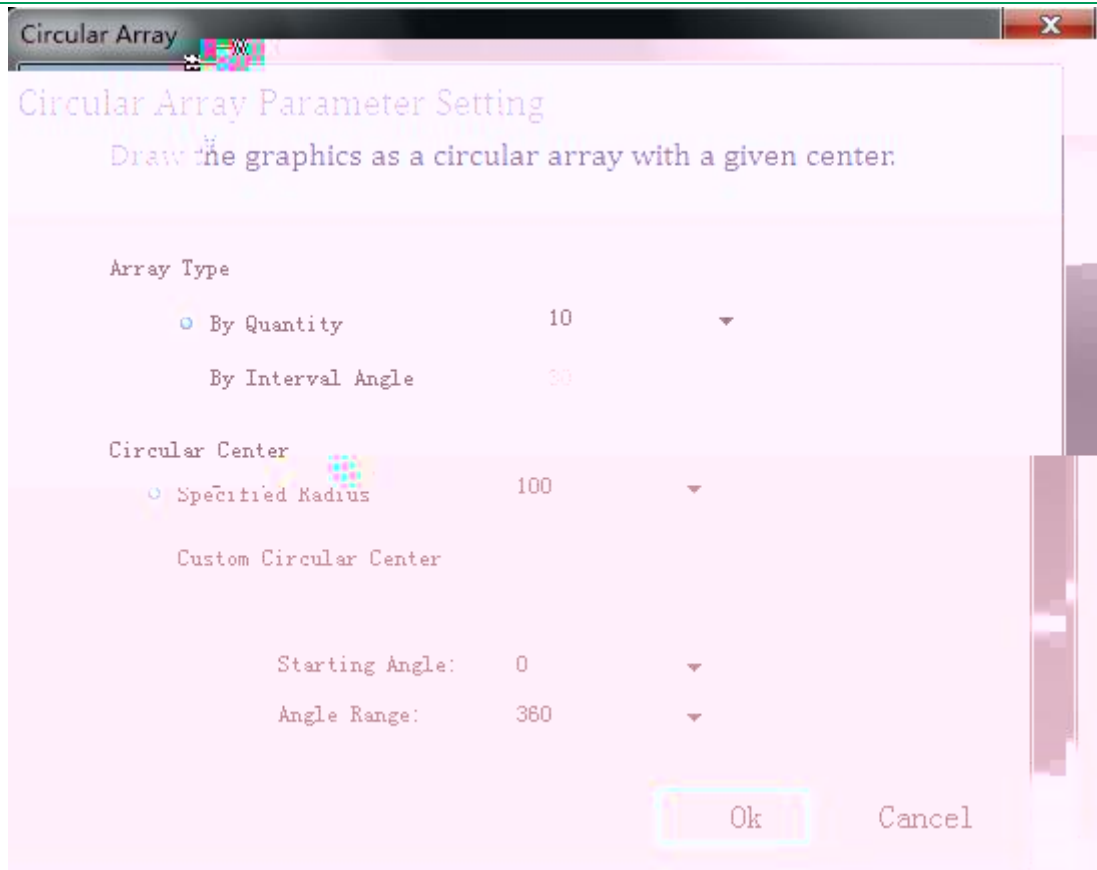 Circular Array
Circular Array Parameter Setting
Draw the graphics as a circular array with a given center.
Array Type
By Quantity 10
By Interval Angle 30
Circular Center
Specified Radius 100
Custom Circular Center
Starting Angle: 0
Angle Range: 360
Ok Cancel